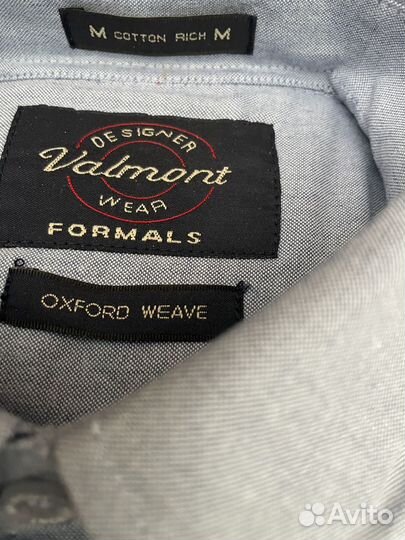 M COTTON RICH M
DESIGNER
Valmont
WEAR
FORMALS
OXFORD WEAVE
Avito